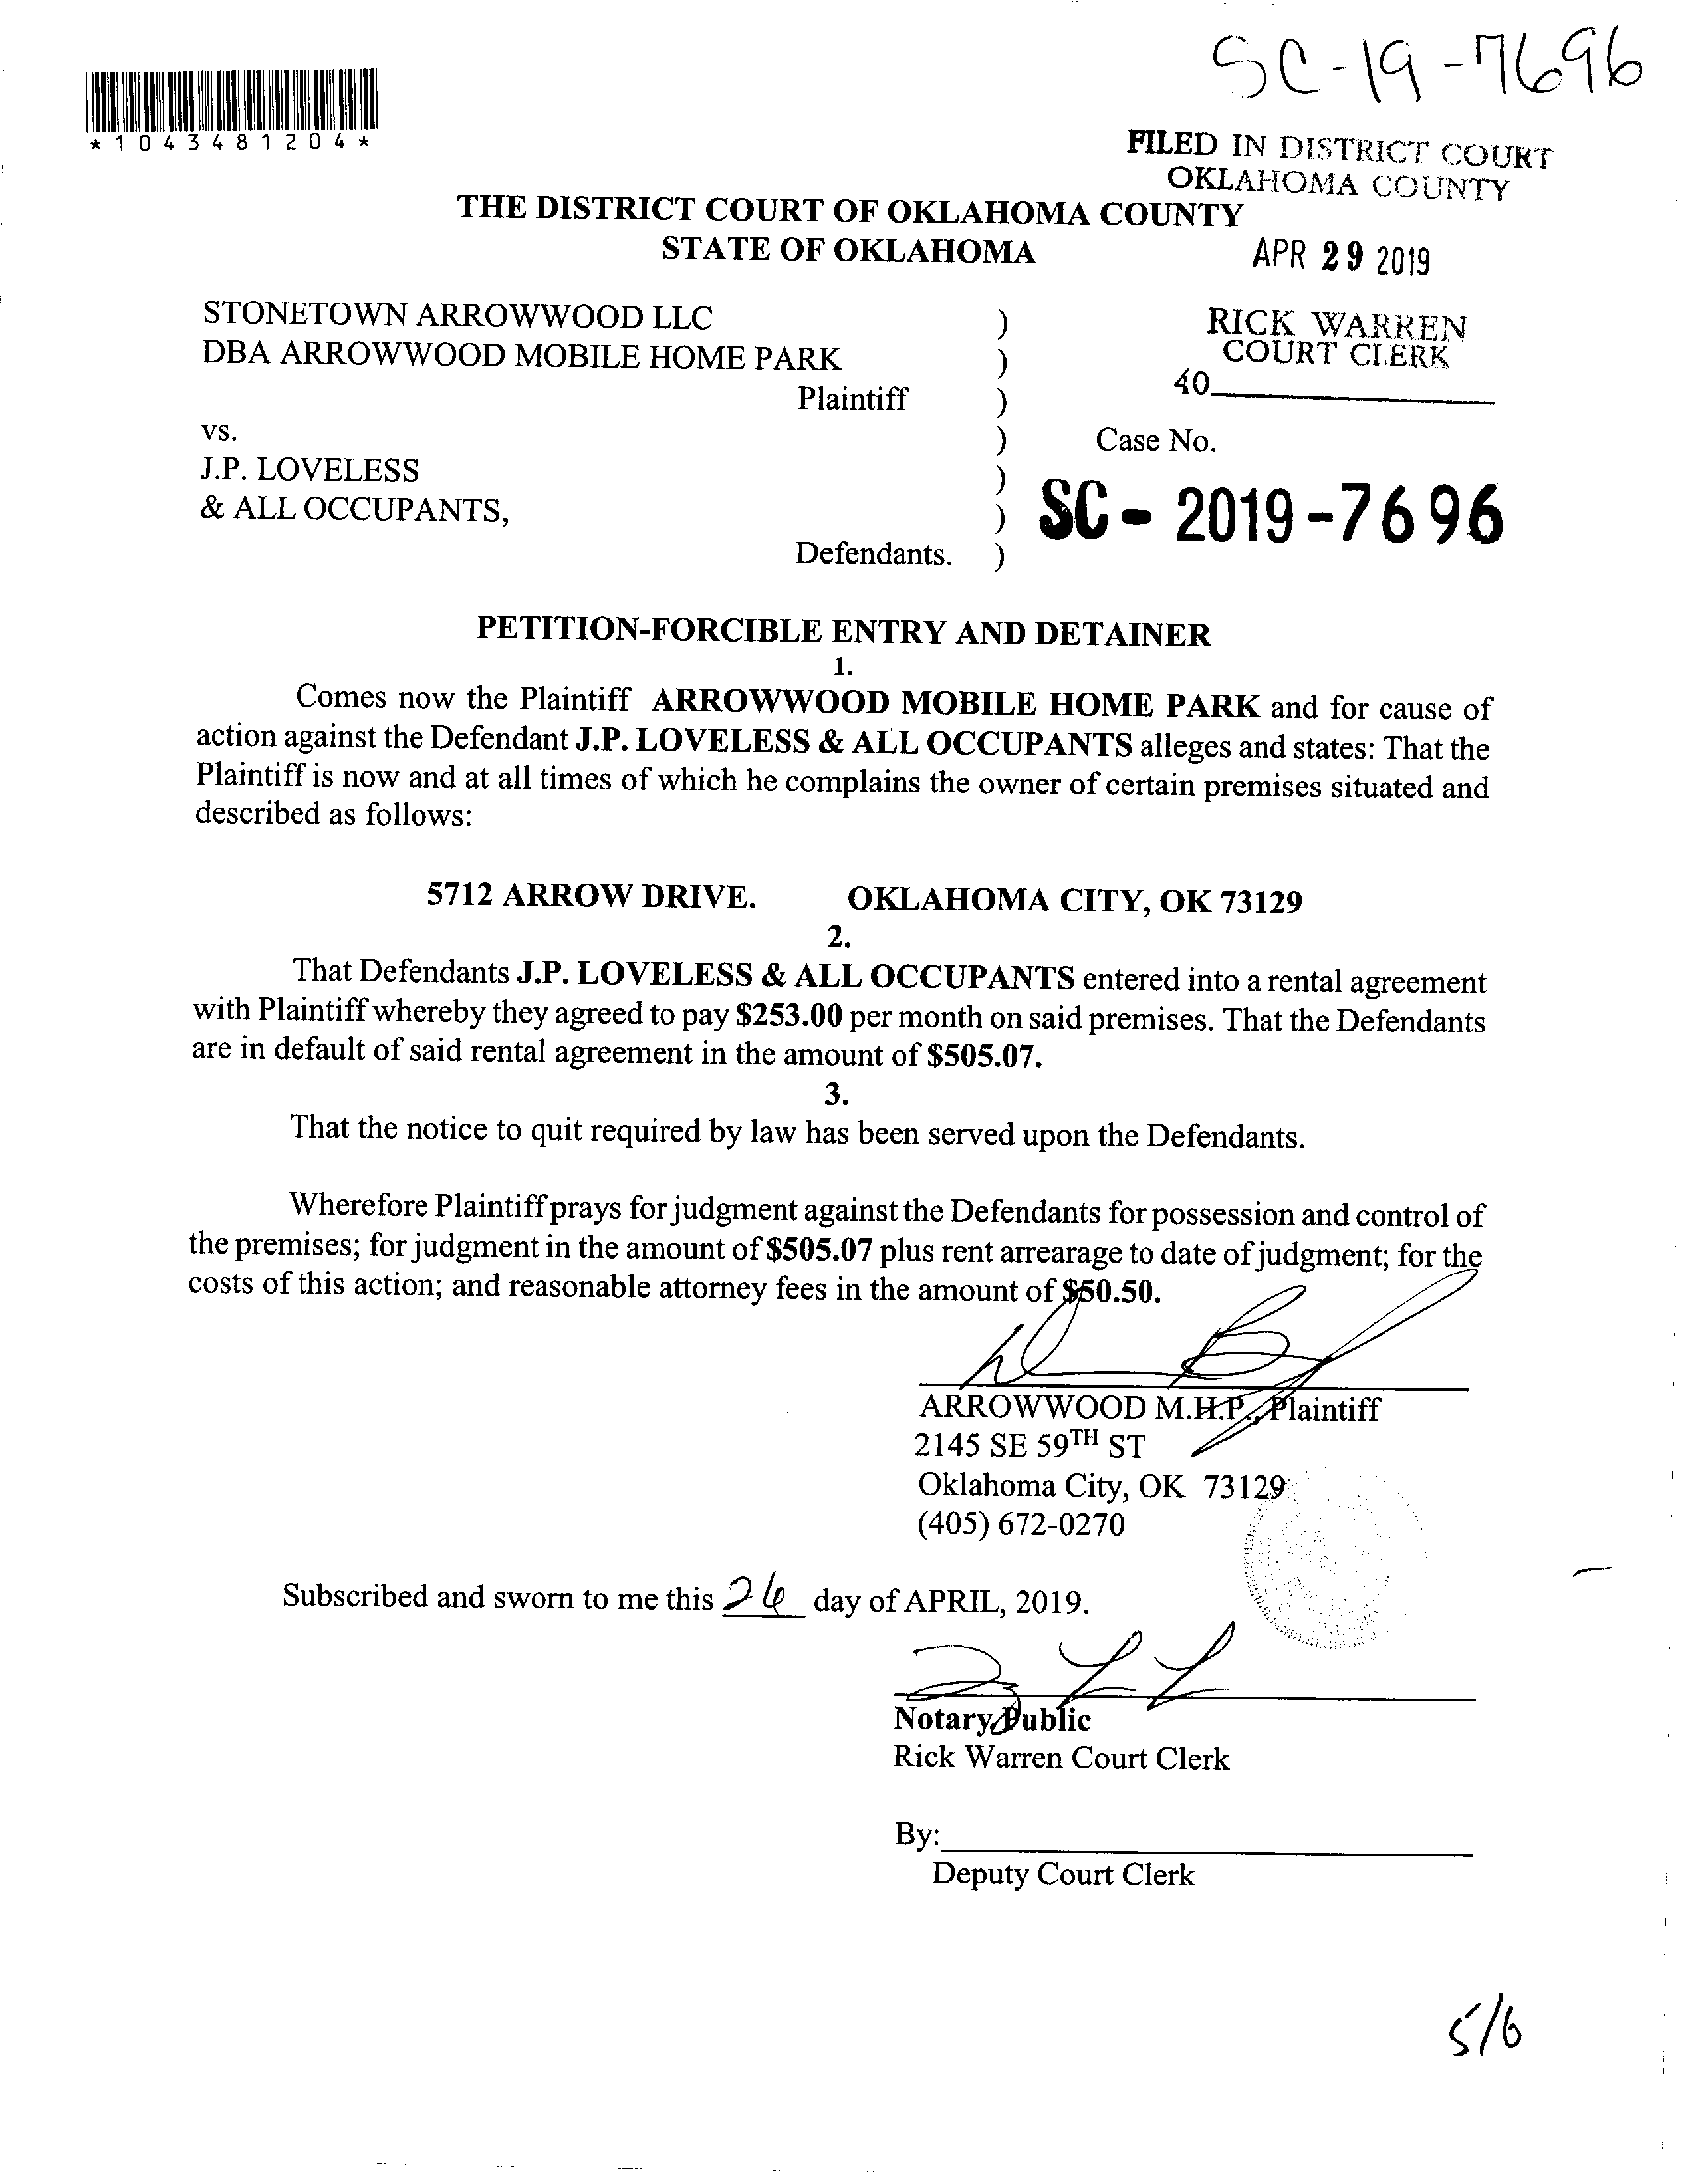 SC-19-7696
*1043481204*
FILED IN DISTRICT COURT
OKLAHOMA COUNTY
THE DISTRICT COURT OF OKLAHOMA COUNTY
STATE OF OKLAHOMA
APR 29 2019
STONETOWN ARROWWOOD LLC )
DBA ARROWWOOD MOBILE HOME PARK )
Plaintiff )
RICK WARREN
COURT CLERK
40
vs. )
J.P. LOVELESS )
& ALL OCCUPANTS, )
Defendants. )
Case No.
SC - 2019 -7696
PETITION-FORCIBLE ENTRY AND DETAINER
1.
Comes now the Plaintiff ARROWWOOD MOBILE HOME PARK and for cause of
action against the Defendant J.P. LOVELESS & ALL OCCUPANTS alleges and states: That the
Plaintiff is now and at all times of which he complains the owner of certain premises situated and
described as follows:
5712 ARROW DRIVE. OKLAHOMA CITY, OK 73129
2.
That Defendants J.P. LOVELESS & ALL OCCUPANTS entered into a rental agreement
with Plaintiff whereby they agreed to pay $253.00 per month on said premises. That the Defendants
are in default of said rental agreement in the amount of $505.07.
3.
That the notice to quit required by law has been served upon the Defendants.
Wherefore Plaintiff prays for judgment against the Defendants for possession and control of
the premises; for judgment in the amount of $505.07 plus rent arrearage to date of judgment; for the
costs of this action; and reasonable attorney fees in the amount of $50.50.
ARROWWOOD M.H.P., Plaintiff
2145 SE 59TH ST
Oklahoma City, OK 73129
(405) 672-0270
Subscribed and sworn to me this 26 day of APRIL, 2019.
Notary Public
Rick Warren Court Clerk
By:
Deputy Court Clerk
5/6